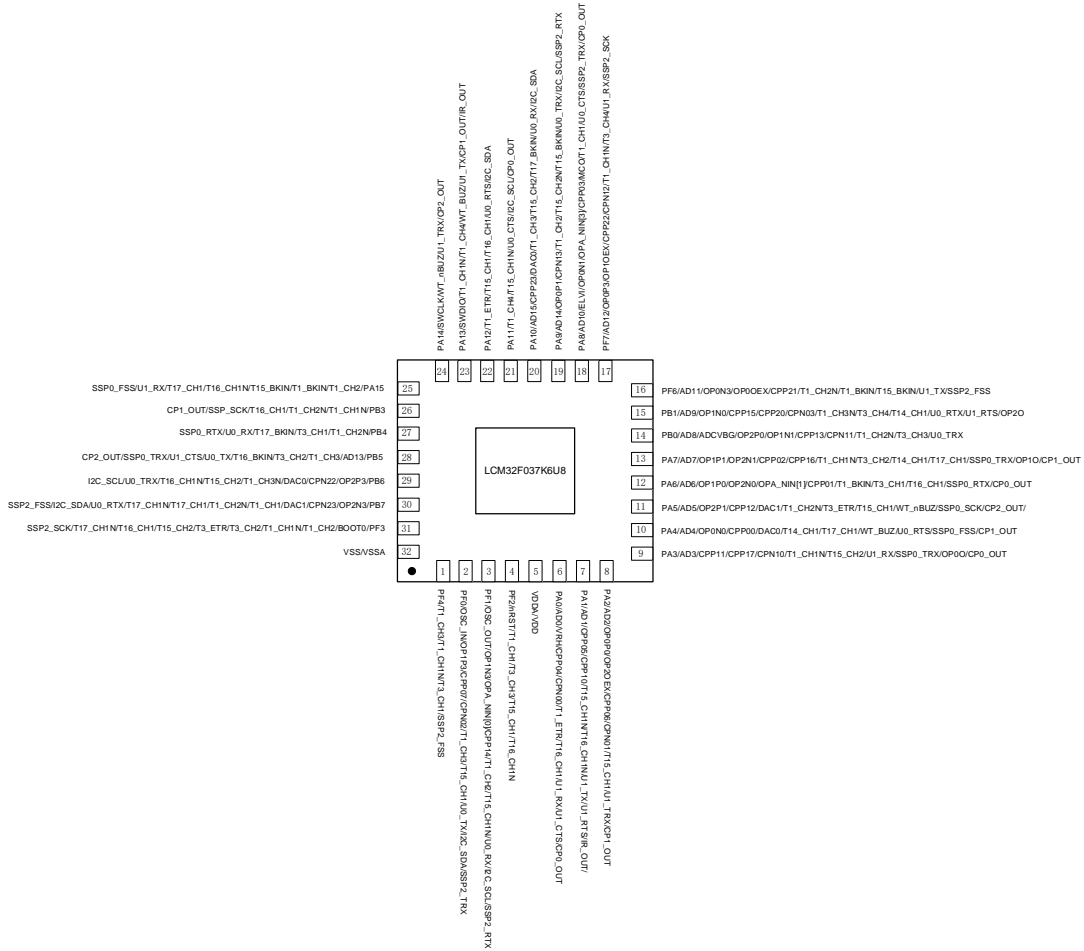 PA14/SWCLK/WT_nBUZ/U1_TRX/CP2_OUT
PA13/SWDIO/T1_CH1N/T1_CH4/WT_BUZ/U1_TX/CP1_OUT/IR_OUT
PA12/T1_ETR/T15_CH1/T16_CH1/U0_RTS/I2C_SDA
PA11/T1_CH4/T15_CH1N/U0_CTS/I2C_SCL/CP0_OUT
PA10/AD15/CPP23/DAC0/T1_CH3/T15_CH2/T17_BKIN/U0_RX/I2C_SDA
PA9/AD14/OP0P1/CPN13/T1_CH2/T15_CH2N/T15_BKIN/U0_TRX/I2C_SCL/SSP2_RTX
PA8/AD10/ELVI/OP0N1/OPA_NIN[3]/CPP03/MCO/T1_CH1/U0_CTS/SSP2_TRX/CP0_OUT
PF7/AD12/OP0P3/OP1OEX/CPP22/CPN12/T1_CH1N/T3_CH4/U1_RX/SSP2_SCK
24 23 22 21 20 19 18 17
SSP0_FSS/U1_RX/T17_CH1/T16_CH1N/T15_BKIN/T1_BKIN/T1_CH2/PA15 25
CP1_OUT/SSP_SCK/T16_CH1/T1_CH2N/T1_CH1N/PB3 26
SSP0_RTX/U0_RX/T17_BKIN/T3_CH1/T1_CH2N/PB4 27
CP2_OUT/SSP0_TRX/U1_CTS/U0_TX/T16_BKIN/T3_CH2/T1_CH3/AD13/PB5 28
I2C_SCL/U0_TRX/T16_CH1N/T15_CH2/T1_CH3N/DAC0/CPN22/OP2P3/PB6 29
SSP2_FSS/I2C_SDA/U0_RTX/T17_CH1N/T17_CH1/T1_CH2N/T1_CH1/DAC1/CPN23/OP2N3/PB7 30
SSP2_SCK/T17_CH1N/T16_CH1/T15_CH2/T3_ETR/T3_CH2/T1_CH1N/T1_CH2/BOOT0/PF3 31
VSS/VSSA 32
LCM32F037K6U8
16 PF6/AD11/OP0N3/OP0OEX/CPP21/T1_CH2N/T1_BKIN/T15_BKIN/U1_TX/SSP2_FSS
15 PB1/AD9/OP1N0/CPP15/CPP20/CPN03/T1_CH3N/T3_CH4/T14_CH1/U0_RTX/U1_RTS/OP2O
14 PB0/AD8/ADCVBG/OP2P0/OP1N1/CPP13/CPN11/T1_CH2N/T3_CH3/U0_TRX
13 PA7/AD7/OP1P1/OP2N1/CPP02/CPP16/T1_CH1N/T3_CH2/T14_CH1/T17_CH1/SSP0_TRX/OP1O/CP1_OUT
12 PA6/AD6/OP1P0/OP2N0/OPA_NIN[1]/CPP01/T1_BKIN/T3_CH1/T16_CH1/SSP0_RTX/CP0_OUT
11 PA5/AD5/OP2P1/CPP12/DAC1/T1_CH2N/T3_ETR/T15_CH1/WT_nBUZ/SSP0_SCK/CP2_OUT/
10 PA4/AD4/OP0N0/CPP00/DAC0/T14_CH1/T17_CH1/WT_BUZ/U0_RTS/SSP0_FSS/CP1_OUT
9 PA3/AD3/CPP11/CPP17/CPN10/T1_CH1N/T15_CH2/U1_RX/SSP0_TRX/OP0O/CP0_OUT
1 2 3 4 5 6 7 8
PF4/T1_CH3/T1_CH1N/T3_CH1/SSP2_FSS
PF0/OSC_IN/OP1P3/CPP07/CPN02/T1_CH3/T15_CH1/U0_TX/I2C_SDA/SSP2_TRX
PF1/OSC_OUT/OP1N3/OPA_NIN[0]/CPP14/T1_CH2/T15_CH1N/U0_RX/I2C_SCL/SSP2_RTX
PF2/nRST/T1_CH1/T3_CH3/T15_CH1/T16_CH1N
VDDA/VDD
PA0/AD0/VRH/CPP04/CPN00/T1_ETR/T16_CH1/U1_RX/U1_CTS/CP0_OUT
PA1/AD1/CPP05/CPP10/T15_CH1N/T16_CH1N/U1_TX/U1_RTS/IR_OUT/
PA2/AD2/OP0P0/OP2OEX/CPP06/CPN01/T15_CH1/U1_TRX/CP1_OUT